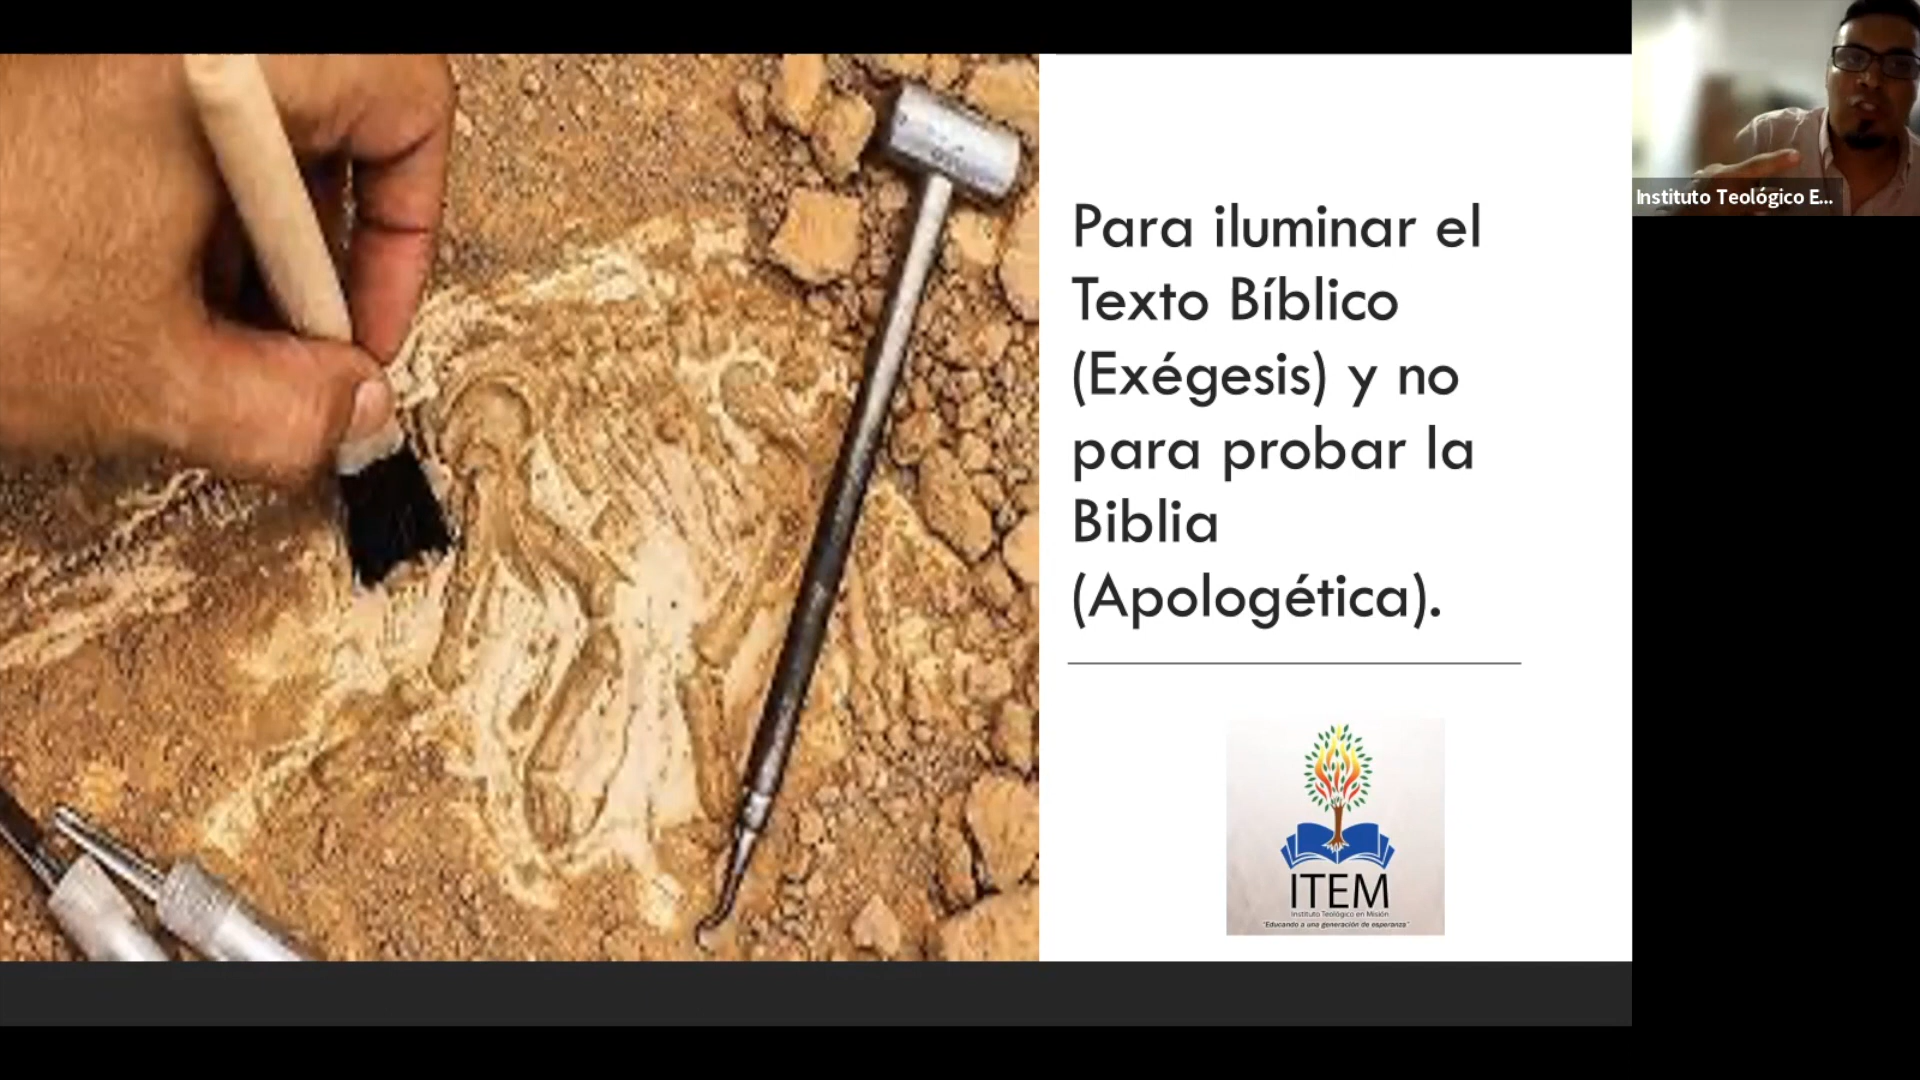 Para iluminar el
Texto Bíblico
(Exégesis) y no
para probar la
Biblia
(Apologética).
Instituto Teológico E...
ITEM
Instituto Teológico en Misión
"Educando a una generación de esperanza"